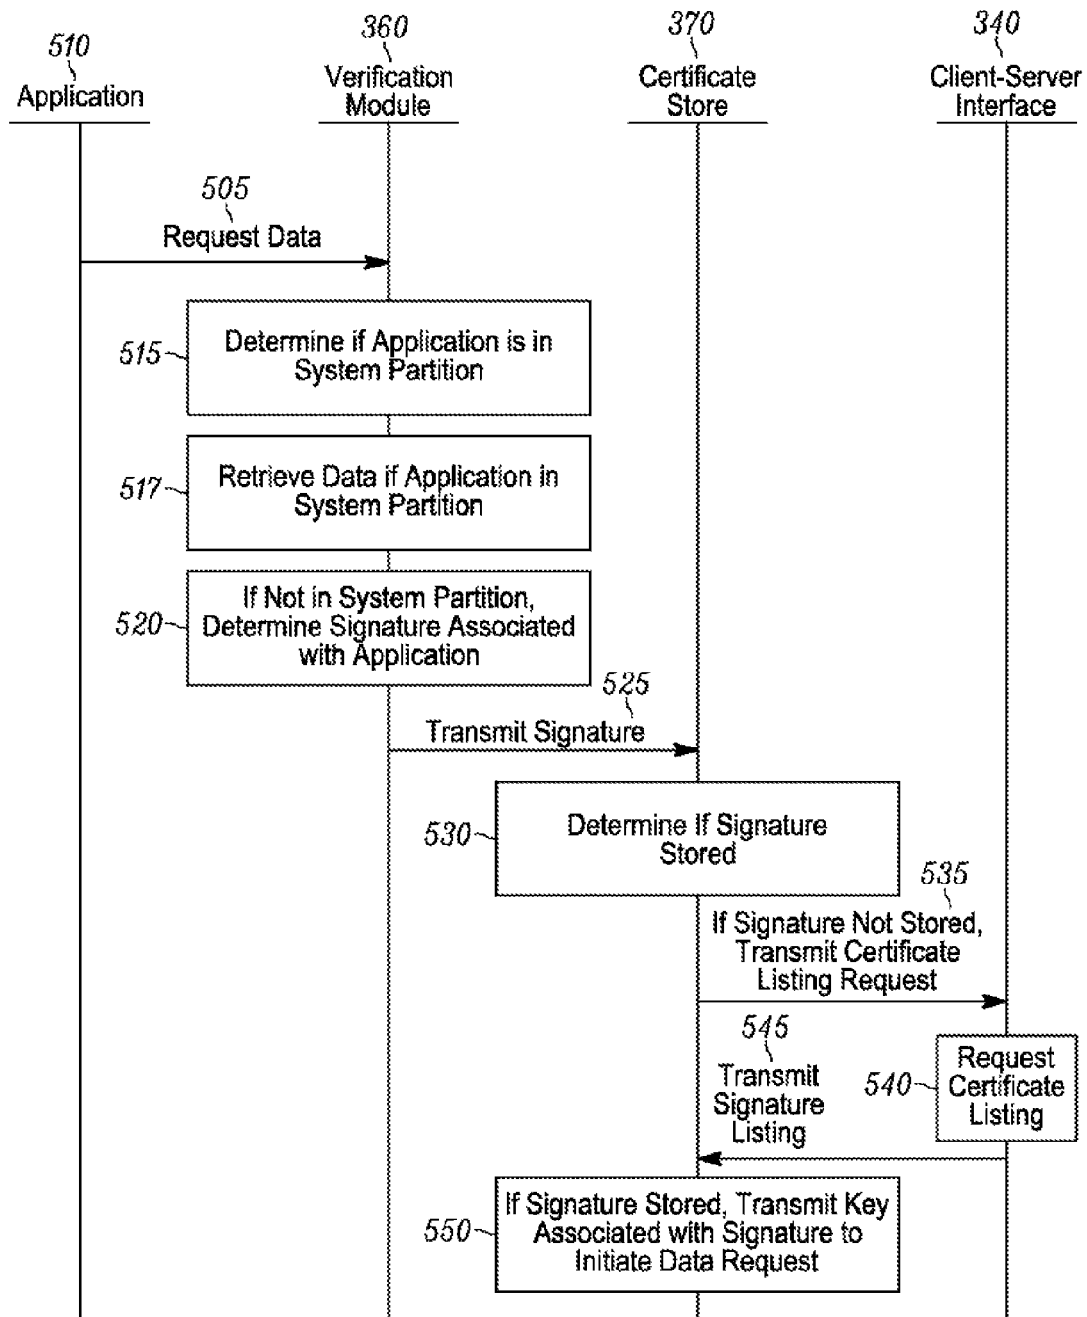 510
Application
360
Verification
Module
370
Certificate
Store
340
Client-Server
Interface
505
Request Data
515
Determine if Application is in
System Partition
517
Retrieve Data if Application in
System Partition
520
If Not in System Partition,
Determine Signature Associated
with Application
525
Transmit Signature
530
Determine If Signature
Stored
535
If Signature Not Stored,
Transmit Certificate
Listing Request
545
Transmit
Signature
Listing
540
Request
Certificate
Listing
550
If Signature Stored, Transmit Key
Associated with Signature to
Initiate Data Request